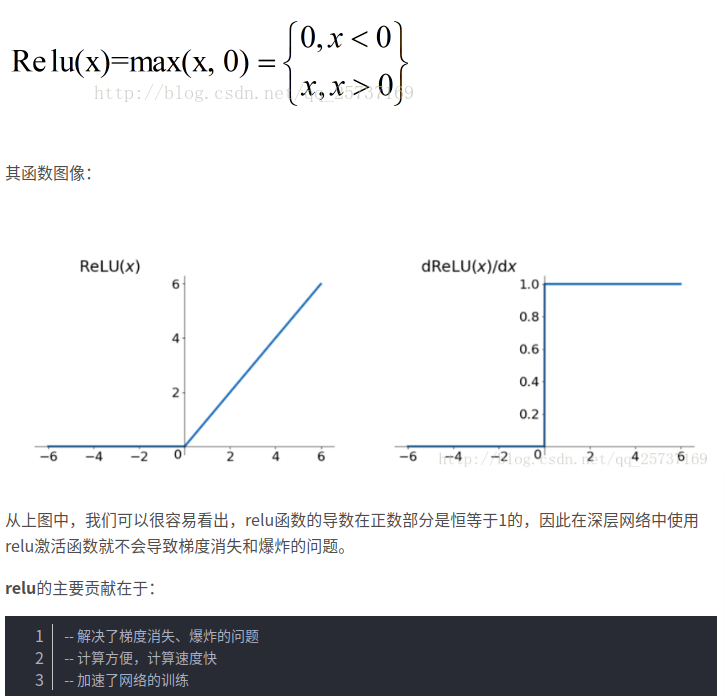 Relu(x)=max(x, 0) = {0, x < 0
x, x > 0}
http://blog.csdn.net/qq_25737169
其函数图像：
ReLU(x)
6
4
2
−6 −4 −2 0 2 4 6
dReLU(x)/dx
1.0
0.8
0.6
0.4
0.2
−6 −4 −2 0 2 4 6
http://blog.csdn.net/qq_25737169
从上图中，我们可以很容易看出，relu函数的导数在正数部分是恒等于1的，因此在深层网络中使用
relu激活函数就不会导致梯度消失和爆炸的问题。
relu的主要贡献在于：
1 -- 解决了梯度消失、爆炸的问题
2 -- 计算方便，计算速度快
3 -- 加速了网络的训练